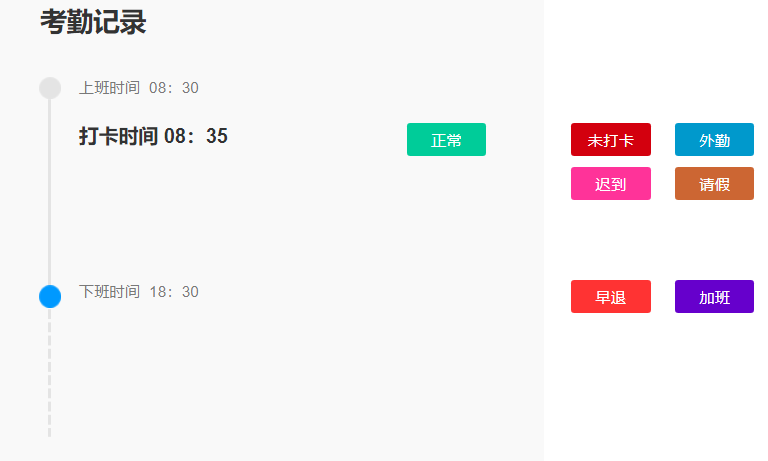 考勤记录
上班时间 08：30
打卡时间 08：35
正常
未打卡
外勤
迟到
请假
下班时间 18：30
早退
加班